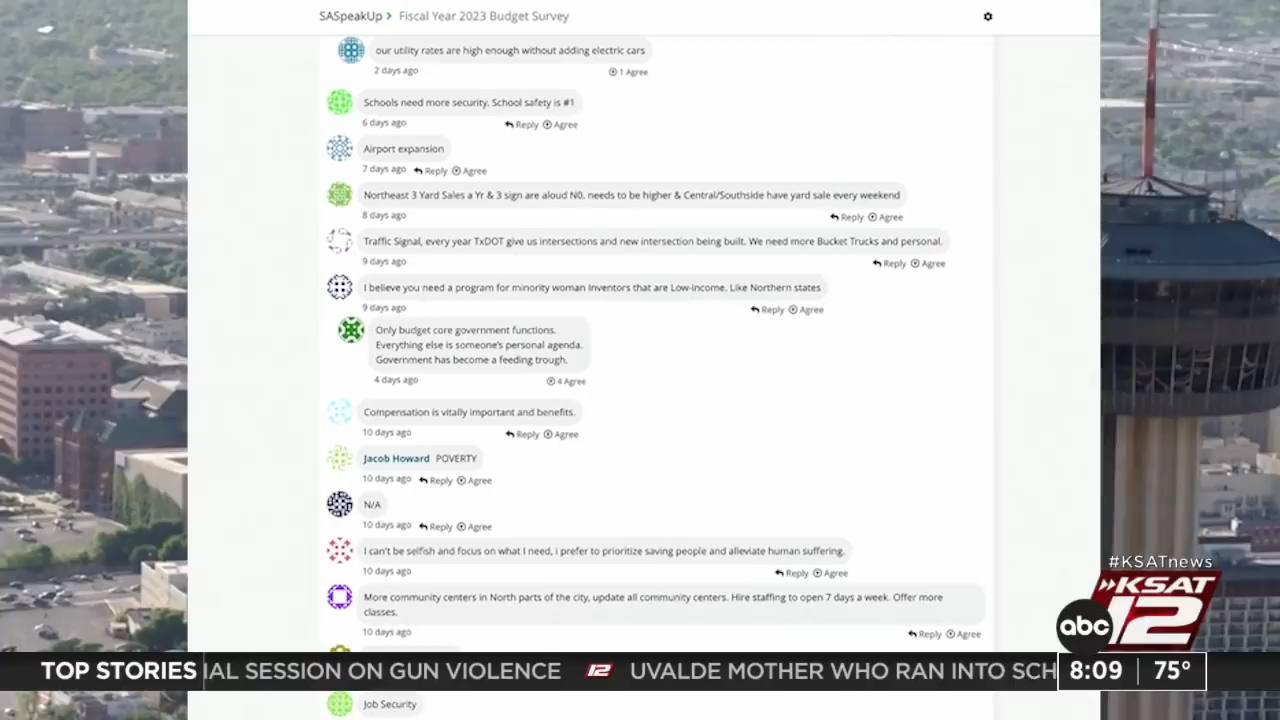 SASpeakUp > Fiscal Year 2023 Budget Survey
our utility rates are high enough without adding electric cars
2 days ago 1 Agree
Schools need more security. School safety is #1
6 days ago Reply Agree
Airport expansion
7 days ago Reply Agree
Northeast 3 Yard Sales a Yr & 3 sign are aloud N0, needs to be higher & Central/Southside have yard sale every weekend
8 days ago Reply Agree
Traffic Signal, every year TxDOT give us intersections and new intersection being built. We need more Bucket Trucks and personal.
9 days ago Reply Agree
I believe you need a program for minority woman Inventors that are Low-income. Like Northern states
9 days ago Reply Agree
Only budget core government functions.
Everything else is someone's personal agenda.
Government has become a feeding trough.
4 days ago 4 Agree
Compensation is vitally important and benefits.
10 days ago Reply Agree
Jacob Howard POVERTY
10 days ago Reply Agree
N/A
10 days ago Reply Agree
I can't be selfish and focus on what I need, i prefer to prioritize saving people and alleviate human suffering.
10 days ago Reply Agree
More community centers in North parts of the city, update all community centers. Hire staffing to open 7 days a week. Offer more
classes.
10 days ago Reply Agree
#KSATnews
KSAT
abc 12
TOP STORIES IAL SESSION ON GUN VIOLENCE 12 UVALDE MOTHER WHO RAN INTO SCH 8:09 75°
Job Security